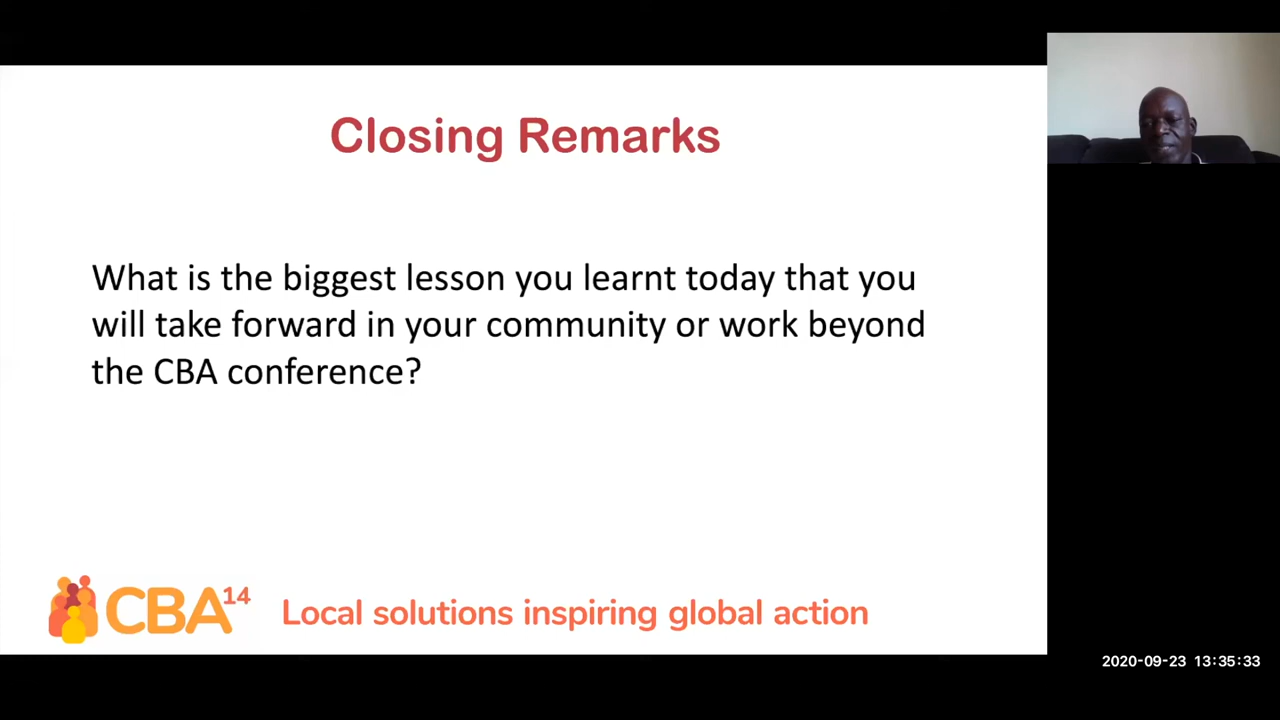 Closing Remarks
What is the biggest lesson you learnt today that you
will take forward in your community or work beyond
the CBA conference?
CBA14
Local solutions inspiring global action
2020-09-23 13:35:33